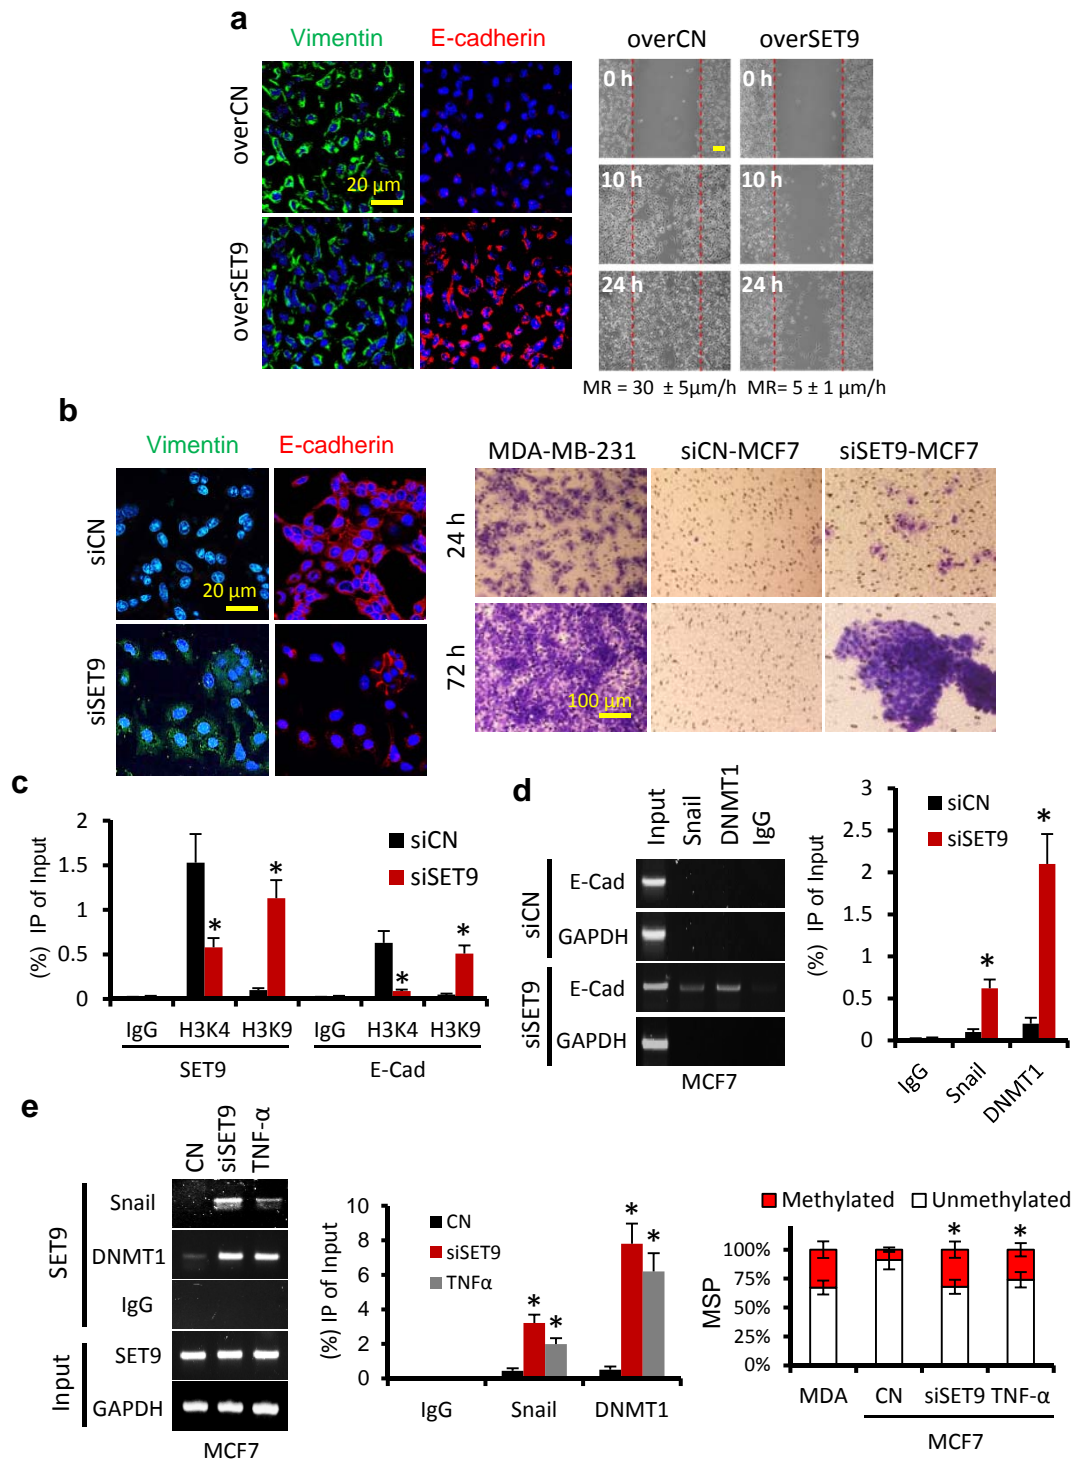 a
Vimentin E-cadherin overCN overSET9
overCN
20 µm
overSET9
0 h 0 h
10 h 10 h
24 h 24 h
MR = 30 ± 5µm/h MR= 5 ± 1 µm/h
b
Vimentin E-cadherin
siCN
20 µm
siSET9
MDA-MB-231 siCN-MCF7 siSET9-MCF7
24 h
72 h
100 µm
c
(%) IP of Input
2
1.5
1
0.5
0
siCN
siSET9
* * * *
IgG H3K4 H3K9 IgG H3K4 H3K9
SET9 E-Cad
d
Input Snail DNMT1 IgG
siCN
E-Cad
GAPDH
siSET9
E-Cad
GAPDH
MCF7
(%) IP of Input
3
2.5
2
1.5
1
0.5
0
siCN
siSET9
* *
IgG Snail DNMT1
e
CN siSET9 TNF-α
SET9
Snail
DNMT1
IgG
Input
SET9
GAPDH
MCF7
(%) IP of Input
10
8
6
4
2
0
CN
siSET9
TNFα
* * * *
IgG Snail DNMT1
Methylated Unmethylated
* *
MSP
100%
75%
50%
25%
0%
MDA CN siSET9 TNF-α
MCF7